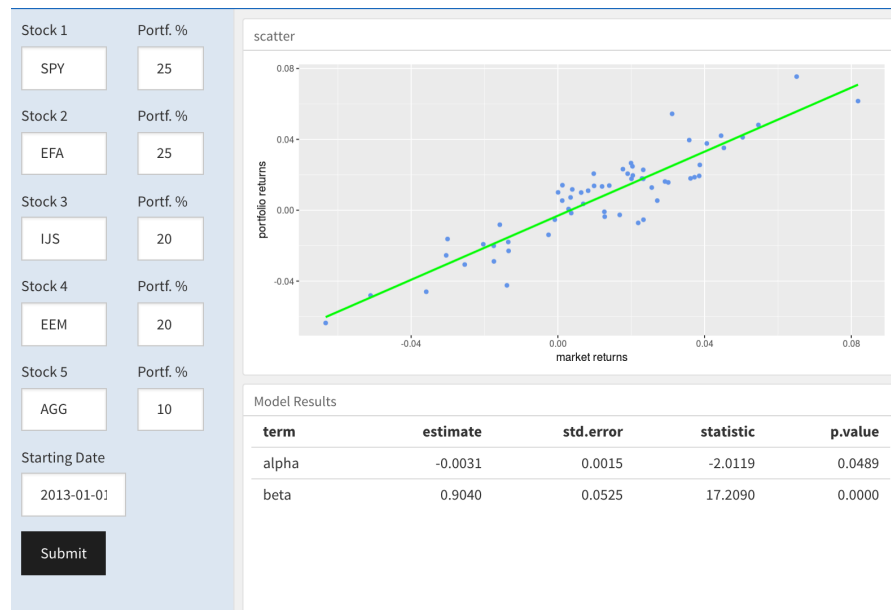 Stock 1 Portf. %
SPY 25
Stock 2 Portf. %
EFA 25
Stock 3 Portf. %
IJS 20
Stock 4 Portf. %
EEM 20
Stock 5 Portf. %
AGG 10
Starting Date
2013-01-01
Submit
scatter
portfolio returns
0.08
0.04
0.00
-0.04
-0.04 0.00 0.04 0.08
market returns
Model Results
term estimate std.error statistic p.value
alpha -0.0031 0.0015 -2.0119 0.0489
beta 0.9040 0.0525 17.2090 0.0000